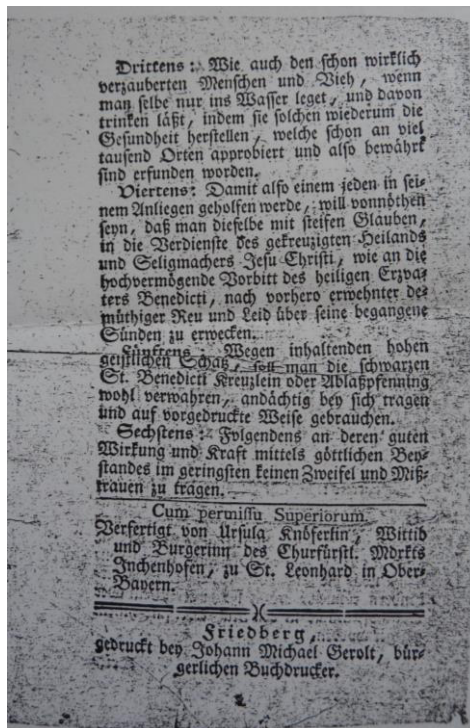 Drittens: Wie auch den schon wirklich
verzauberten Menschen und Vieh, wenn
man selbe nur ins Wasser leget, und davon
trinken läßt, indem sie solchen wiederum die
Gesundheit herstellen, welche schon an viel
tausend Orten approbiert und also bewährt
sind erfunden worden.
Viertens: Damit also einem jeden in sei-
nem Anliegen geholfen werde, will vonnöthen
seyn, daß man dieselbe mit steifen Glauben,
in die Verdienste des gekreuzigten Heilands
und Seligmachers Jesu Christi, wie an die
hochvermögende Vorbitt des heiligen Erzva-
ters Benedicti, nach vorhero erwehnter de-
müthiger Reu und Leid über seine begangene
Sünden zu erwecken.
Fünftens: Wegen inhaltenden hohen
geistlichen Schatz, soll man die schwarzen
St. Benedicti Kreuzlein oder Ablaßpfenning
wohl verwahren, andächtig bey sich tragen
und auf vorgedruckte Weise gebrauchen.
Sechstens: Folgendens an deren guten
Wirkung und Kraft mittels göttlichen Bey-
standes im geringsten keinen Zweifel und Miß-
trauen zu tragen.
Cum permissu Superiorum.
Verfertigt von Ursula Knöferlin, Wittib
und Burgerinn des Churfürstl. Markts
Inchenhofen, zu St. Leonhard in Ober-
Bayern.
Friedberg,
gedruckt bey Johann Michael Gerolt, bür-
gerlichen Buchdrucker.